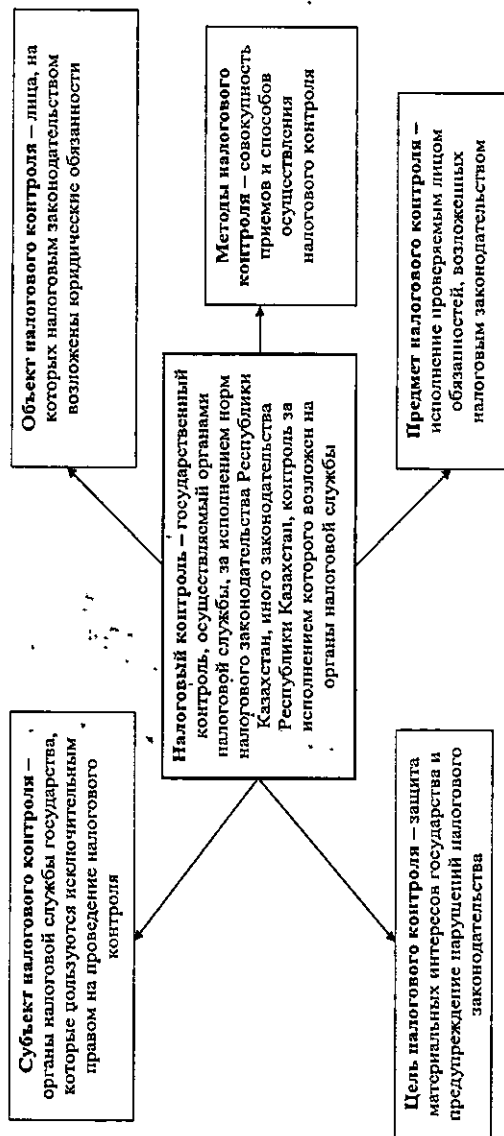 Субъект налогового контроля –
органы налоговой службы государства,
которые пользуются исключительным
правом на проведение налогового
контроля
Объект налогового контроля – лица, на
которых налоговым законодательством
возложены юридические обязанности
Налоговый контроль – государственный
контроль, осуществляемый органами
налоговой службы, за исполнением норм
налогового законодательства Республики
Казахстан, иного законодательства
Республики Казахстан, контроль за
исполнением которого возложен на
органы налоговой службы
Методы налогового
контроля – совокупность
приемов и способов
осуществления
налогового контроля
Цель налогового контроля – защита
материальных интересов государства и
предупреждение нарушений налогового
законодательства
Предмет налогового контроля –
исполнение проверяемым лицом
обязанностей, возложенных
налоговым законодательством